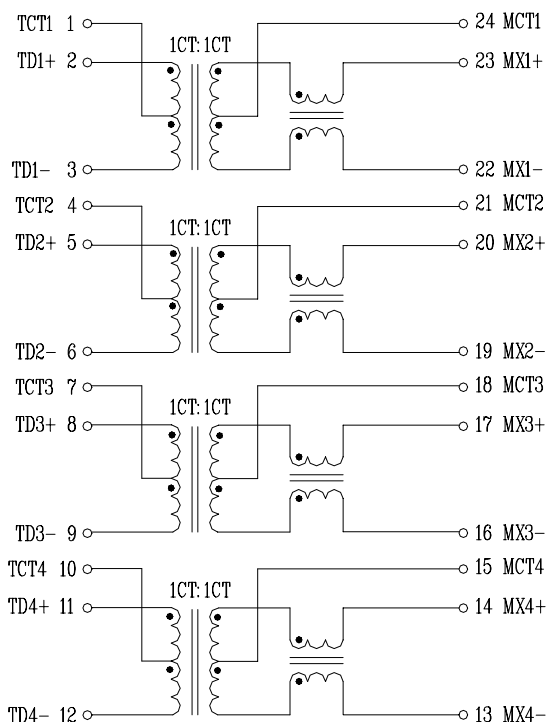 TCT1 1 24 MCT1
1CT:1CT
TD1+ 2 23 MX1+
TD1- 3 22 MX1-
TCT2 4 21 MCT2
1CT:1CT
TD2+ 5 20 MX2+
TD2- 6 19 MX2-
TCT3 7 18 MCT3
1CT:1CT
TD3+ 8 17 MX3+
TD3- 9 16 MX3-
TCT4 10 15 MCT4
1CT:1CT
TD4+ 11 14 MX4+
TD4- 12 13 MX4-